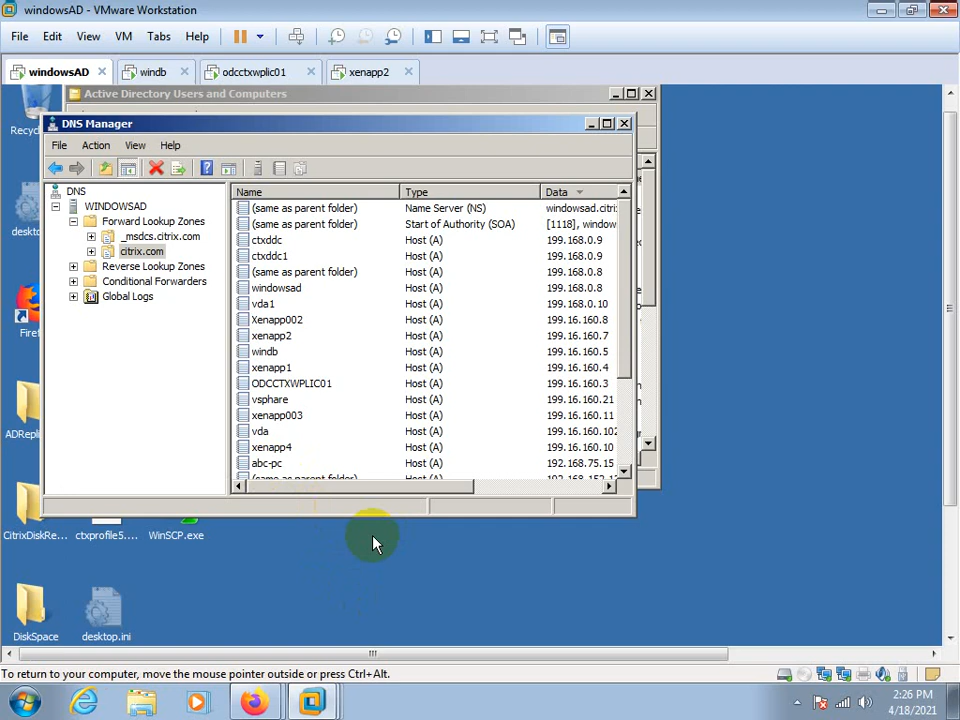 windowsAD - VMware Workstation
File Edit View VM Tabs Help
windowsAD windb odcctxwplic01 xenapp2
Active Directory Users and Computers
DNS Manager
File Action View Help
DNS
WINDOWSAD
Forward Lookup Zones
_msdcs.citrix.com
citrix.com
Reverse Lookup Zones
Conditional Forwarders
Global Logs
Name Type Data
(same as parent folder) Name Server (NS) windowsad.citri
(same as parent folder) Start of Authority (SOA) [1118], window
ctxddc Host (A) 199.168.0.9
ctxddc1 Host (A) 199.168.0.9
(same as parent folder) Host (A) 199.168.0.8
windowsad Host (A) 199.168.0.8
vda1 Host (A) 199.168.0.10
Xenapp002 Host (A) 199.16.160.8
xenapp2 Host (A) 199.16.160.7
windb Host (A) 199.16.160.5
xenapp1 Host (A) 199.16.160.4
ODCCTXWPLIC01 Host (A) 199.16.160.3
vsphare Host (A) 199.16.160.21
xenapp003 Host (A) 199.16.160.11
vda Host (A) 199.16.160.102
xenapp4 Host (A) 199.16.160.10
abc-pc Host (A) 192.168.75.15
(same as parent folder) Host (A)
Recyc
deskto
Firef
ADRepli
CitrixDiskRe... ctxprofile5.... WinSCP.exe
DiskSpace desktop.ini
To return to your computer, move the mouse pointer outside or press Ctrl+Alt.
2:26 PM
4/18/2021